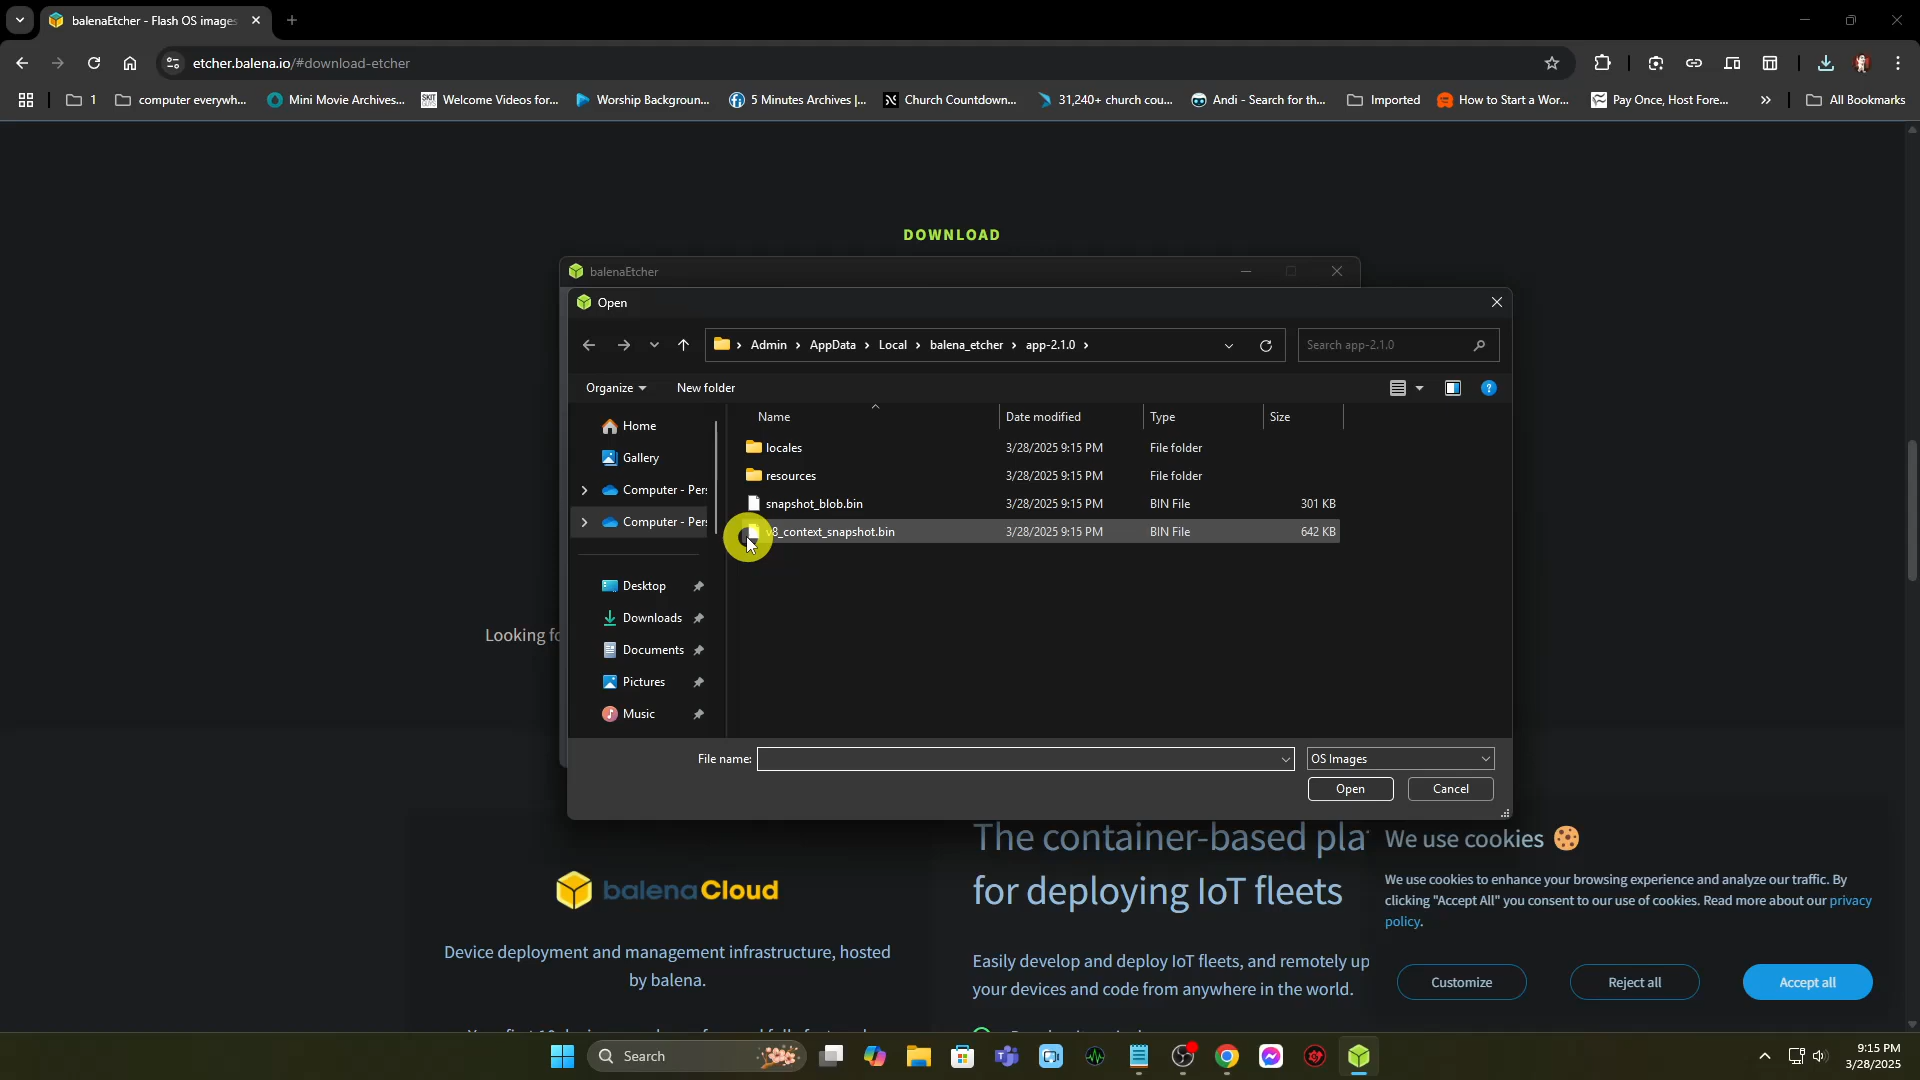 balenaEtcher - Flash OS images
etcher.balena.io/#download-etcher
1
computer everywh...
Mini Movie Archives...
Welcome Videos for...
Worship Backgroun...
5 Minutes Archives |...
Church Countdown...
31,240+ church cou...
Andi - Search for th...
Imported
How to Start a Wor...
Pay Once, Host Fore...
All Bookmarks
DOWNLOAD
balenaEtcher
Open
Admin
AppData
Local
balena_etcher
app-2.1.0
Search app-2.1.0
Organize
New folder
Name
Date modified
Type
Size
Home
Gallery
Computer - Pers
Computer - Pers
Desktop
Downloads
Documents
Pictures
Music
locales 3/28/2025 9:15 PM File folder
resources 3/28/2025 9:15 PM File folder
snapshot_blob.bin 3/28/2025 9:15 PM BIN File 301 KB
v8_context_snapshot.bin 3/28/2025 9:15 PM BIN File 642 KB
File name:
OS Images
Open
Cancel
Looking fo
balenaCloud
Device deployment and management infrastructure, hosted
by balena.
The container-based pla
for deploying IoT fleets
Easily develop and deploy IoT fleets, and remotely up
your devices and code from anywhere in the world.
We use cookies
We use cookies to enhance your browsing experience and analyze our traffic. By
clicking "Accept All" you consent to our use of cookies. Read more about our privacy
policy.
Customize
Reject all
Accept all
Search
9:15 PM
3/28/2025